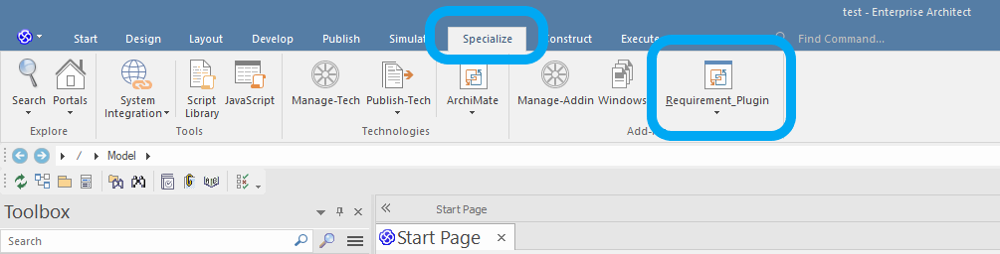 test - Enterprise Architect
Start Design Layout Develop Publish Simula Specialize Construct Execute Find Command...
Search Portals System Integration Script Library JavaScript Manage-Tech Publish-Tech ArchiMate Manage-Addin Windows Requirement_Plugin
Explore Tools Technologies Add-
/ Model
Toolbox
Start Page
Search
Start Page